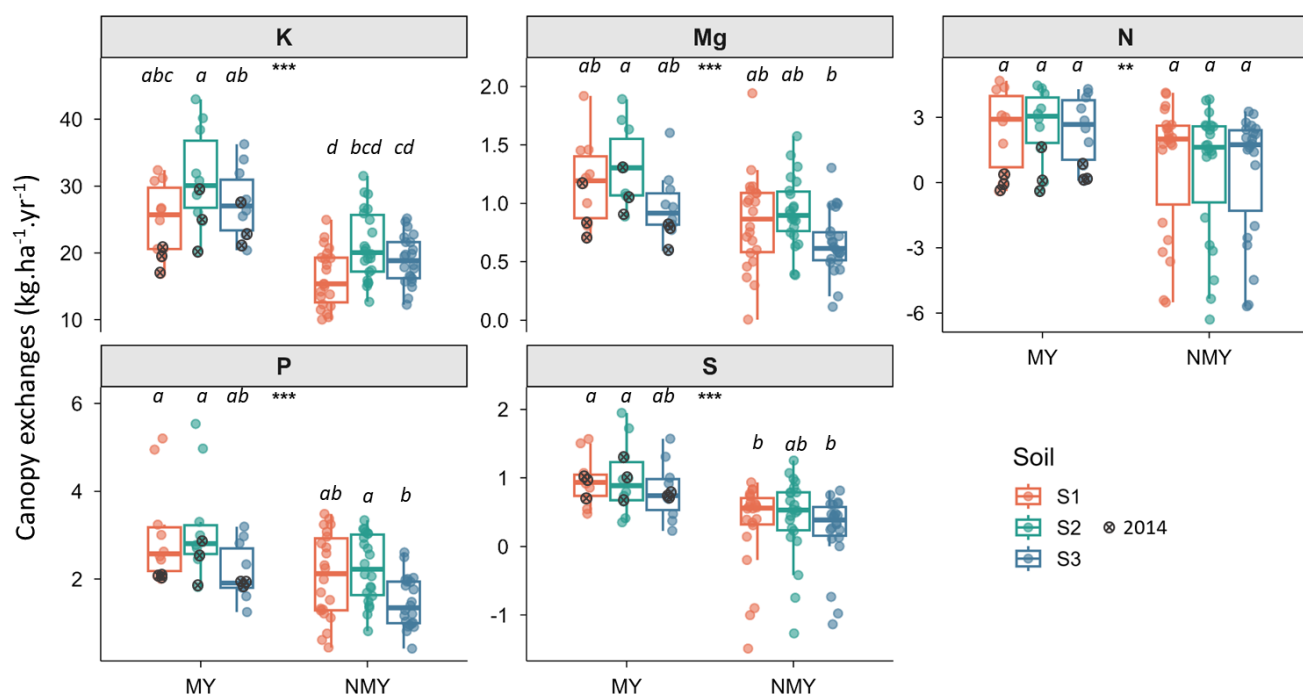 K
Mg
N
abc a ab *** d bcd cd
ab a ab *** ab ab b
a a a ** a a a
40
30
20
10
2.0
1.5
1.0
0.5
0.0
3
0
-3
-6
MY NMY
P
S
a a ab *** ab a b
a a ab *** b ab b
6
4
2
2
1
0
-1
MY NMY
MY NMY
Canopy exchanges (kg.ha-1.yr-1)
Soil
S1
S2
S3
2014